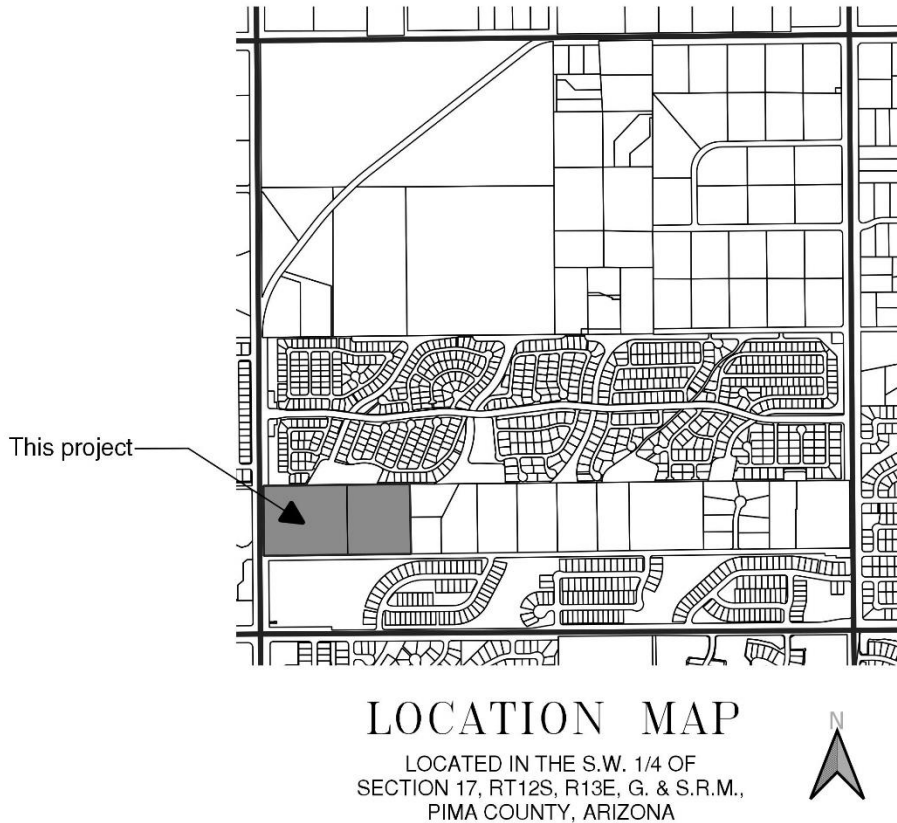 This project
LOCATION MAP
N
LOCATED IN THE S.W. 1/4 OF
SECTION 17, RT12S, R13E, G. & S.R.M.,
PIMA COUNTY, ARIZONA